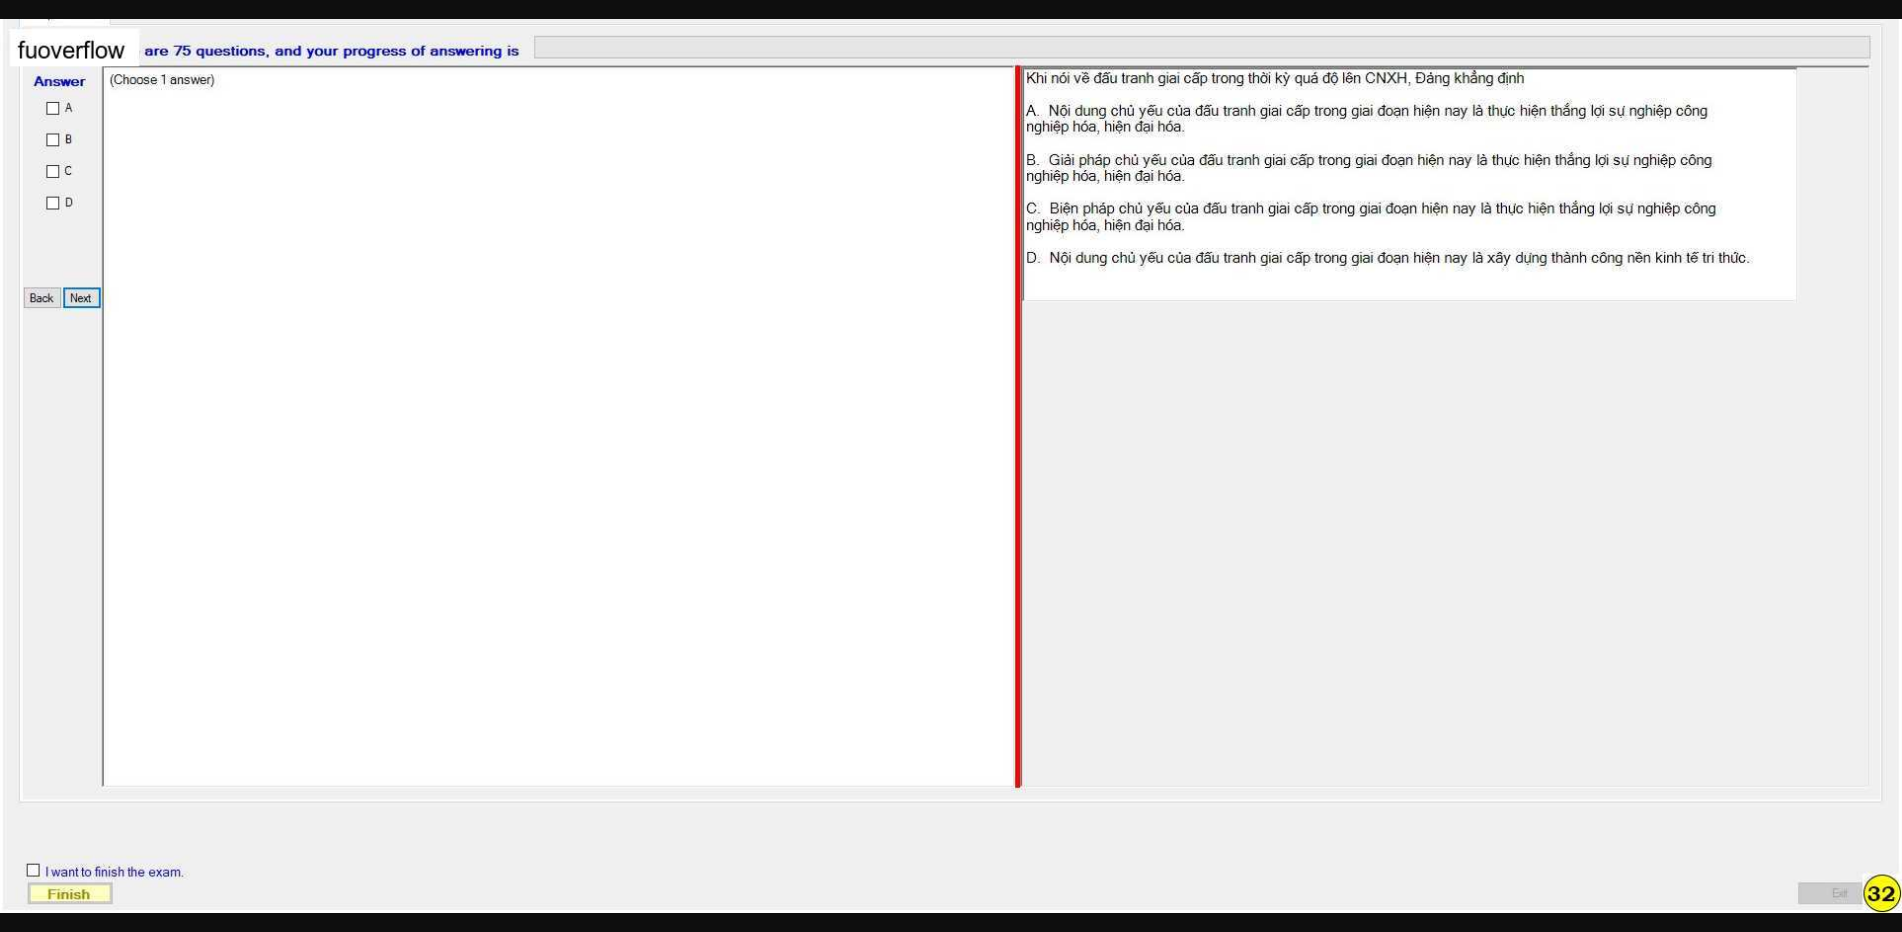 fuoverflow are 75 questions, and your progress of answering is
Answer
(Choose 1 answer)
A
B
C
D
Back Next
Khi nói về đấu tranh giai cấp trong thời kỳ quá độ lên CNXH, Đảng khẳng định
A. Nội dung chủ yếu của đấu tranh giai cấp trong giai đoạn hiện nay là thực hiện thắng lợi sự nghiệp công
nghiệp hóa, hiện đại hóa.
B. Giải pháp chủ yếu của đấu tranh giai cấp trong giai đoạn hiện nay là thực hiện thắng lợi sự nghiệp công
nghiệp hóa, hiện đại hóa.
C. Biện pháp chủ yếu của đấu tranh giai cấp trong giai đoạn hiện nay là thực hiện thắng lợi sự nghiệp công
nghiệp hóa, hiện đại hóa.
D. Nội dung chủ yếu của đấu tranh giai cấp trong giai đoạn hiện nay là xây dựng thành công nền kinh tế tri thức.
I want to finish the exam.
Finish
Exit
32